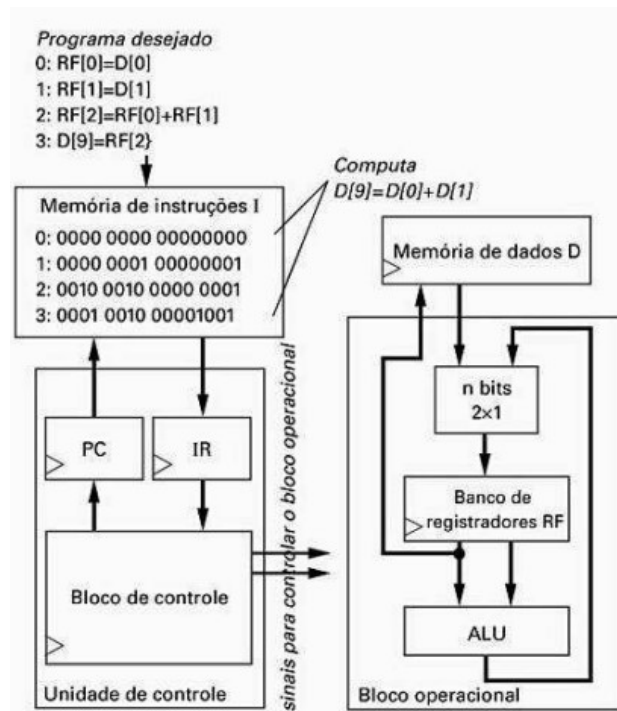 Programa desejado
0: RF[0]=D[0]
1: RF[1]=D[1]
2: RF[2]=RF[0]+RF[1]
3: D[9]=RF[2}
Computa
D[9]=D[0]+D[1]
Memória de instruções I
0: 0000 0000 00000000
1: 0000 0001 00000001
2: 0010 0010 0000 0001
3: 0001 0010 00001001
Memória de dados D
n bits
2×1
PC
IR
Banco de
registradores RF
sinais para controlar o bloco operacional
Bloco de controle
ALU
Unidade de controle
Bloco operacional